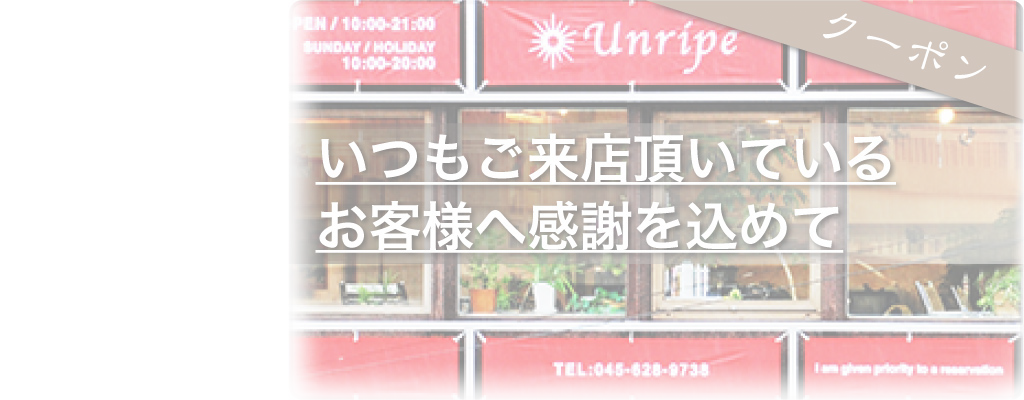 PEN / 10:00-21:00
SUNDAY / HOLIDAY
10:00-20:00
Unripe
クーポン
いつもご来店頂いている
お客様へ感謝を込めて
TEL:045-628-9738
I am given priority to a reservation